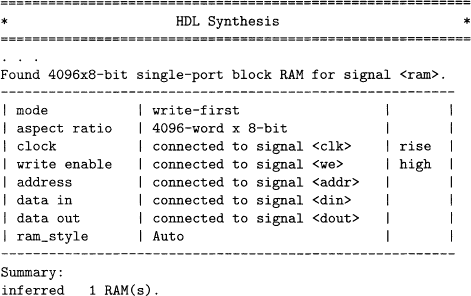 ===========================================================
*                     HDL Synthesis                       *
===========================================================
. . .
Found 4096x8-bit single-port block RAM for signal <ram>.
-----------------------------------------------------------
| mode           | write-first                   |        |
| aspect ratio   | 4096-word x 8-bit             |        |
| clock          | connected to signal <clk>     | rise   |
| write enable   | connected to signal <we>      | high   |
| address        | connected to signal <addr>    |        |
| data in        | connected to signal <din>     |        |
| data out       | connected to signal <dout>    |        |
| ram_style      | Auto                          |        |
-----------------------------------------------------------
Summary:
inferred   1 RAM(s).